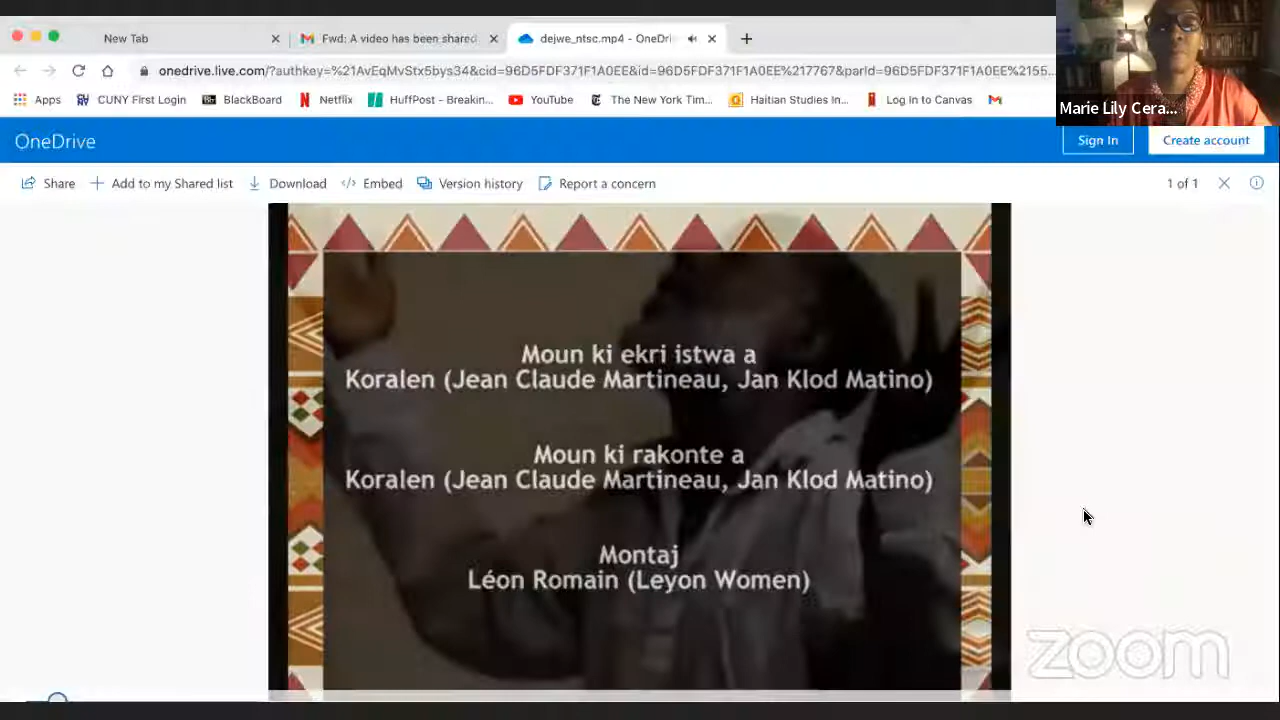 New Tab
Fwd: A video has been shared
dejwe_ntsc.mp4 - OneDri
onedrive.live.com/?authkey=%21AvEqMvStx5bys34&cid=96D5FDF371F1A0EE&id=96D5FDF371F1A0EE%217767&parId=96D5FDF371F1A0EE%2155...
Apps
CUNY First Login
BlackBoard
Netflix
HuffPost - Breakin...
YouTube
The New York Tim...
Haitian Studies In...
Log In to Canvas
Marie Lily Cera...
OneDrive
Sign In
Create account
Share
Add to my Shared list
Download
Embed
Version history
Report a concern
1 of 1
Moun ki ekri istwa a
Koralen (Jean Claude Martineau, Jan Klod Matino)
Moun ki rakonte a
Koralen (Jean Claude Martineau, Jan Klod Matino)
Montaj
Léon Romain (Leyon Women)
zoom